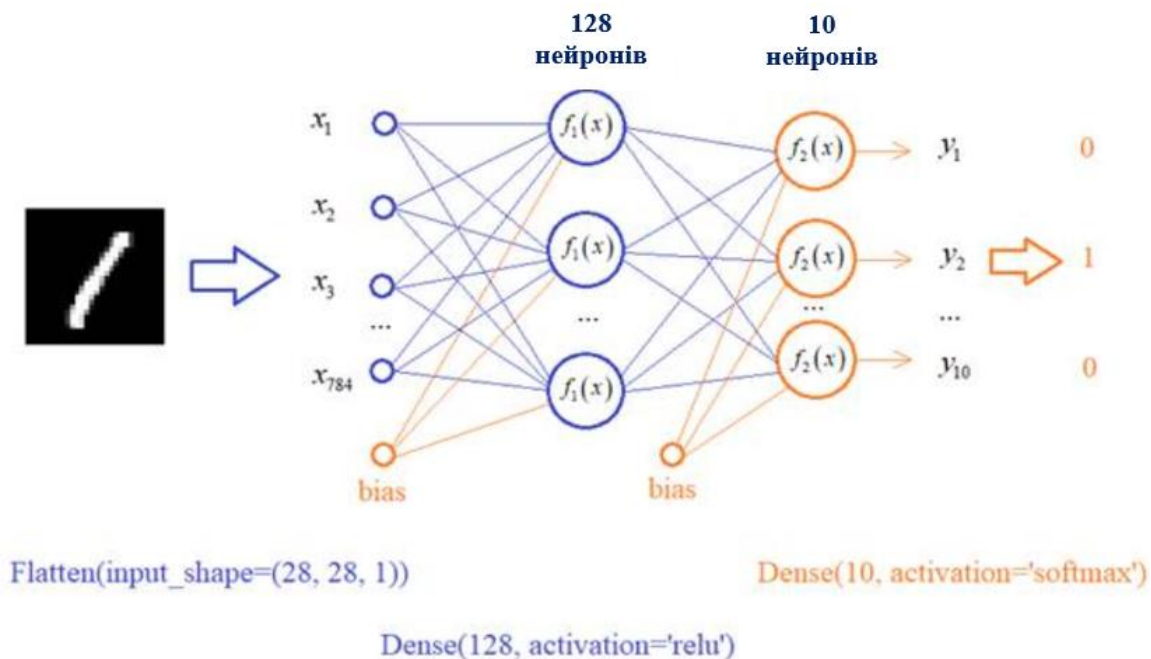 128
нейронів
10
нейронів
x₁
f₁(x)
f₂(x)
y₁
0
x₂
f₁(x)
f₂(x)
y₂
1
x₃
...
...
...
...
x₇₈₄
f₁(x)
f₂(x)
y₁₀
0
bias
bias
Flatten(input_shape=(28, 28, 1))
Dense(10, activation='softmax')
Dense(128, activation='relu')